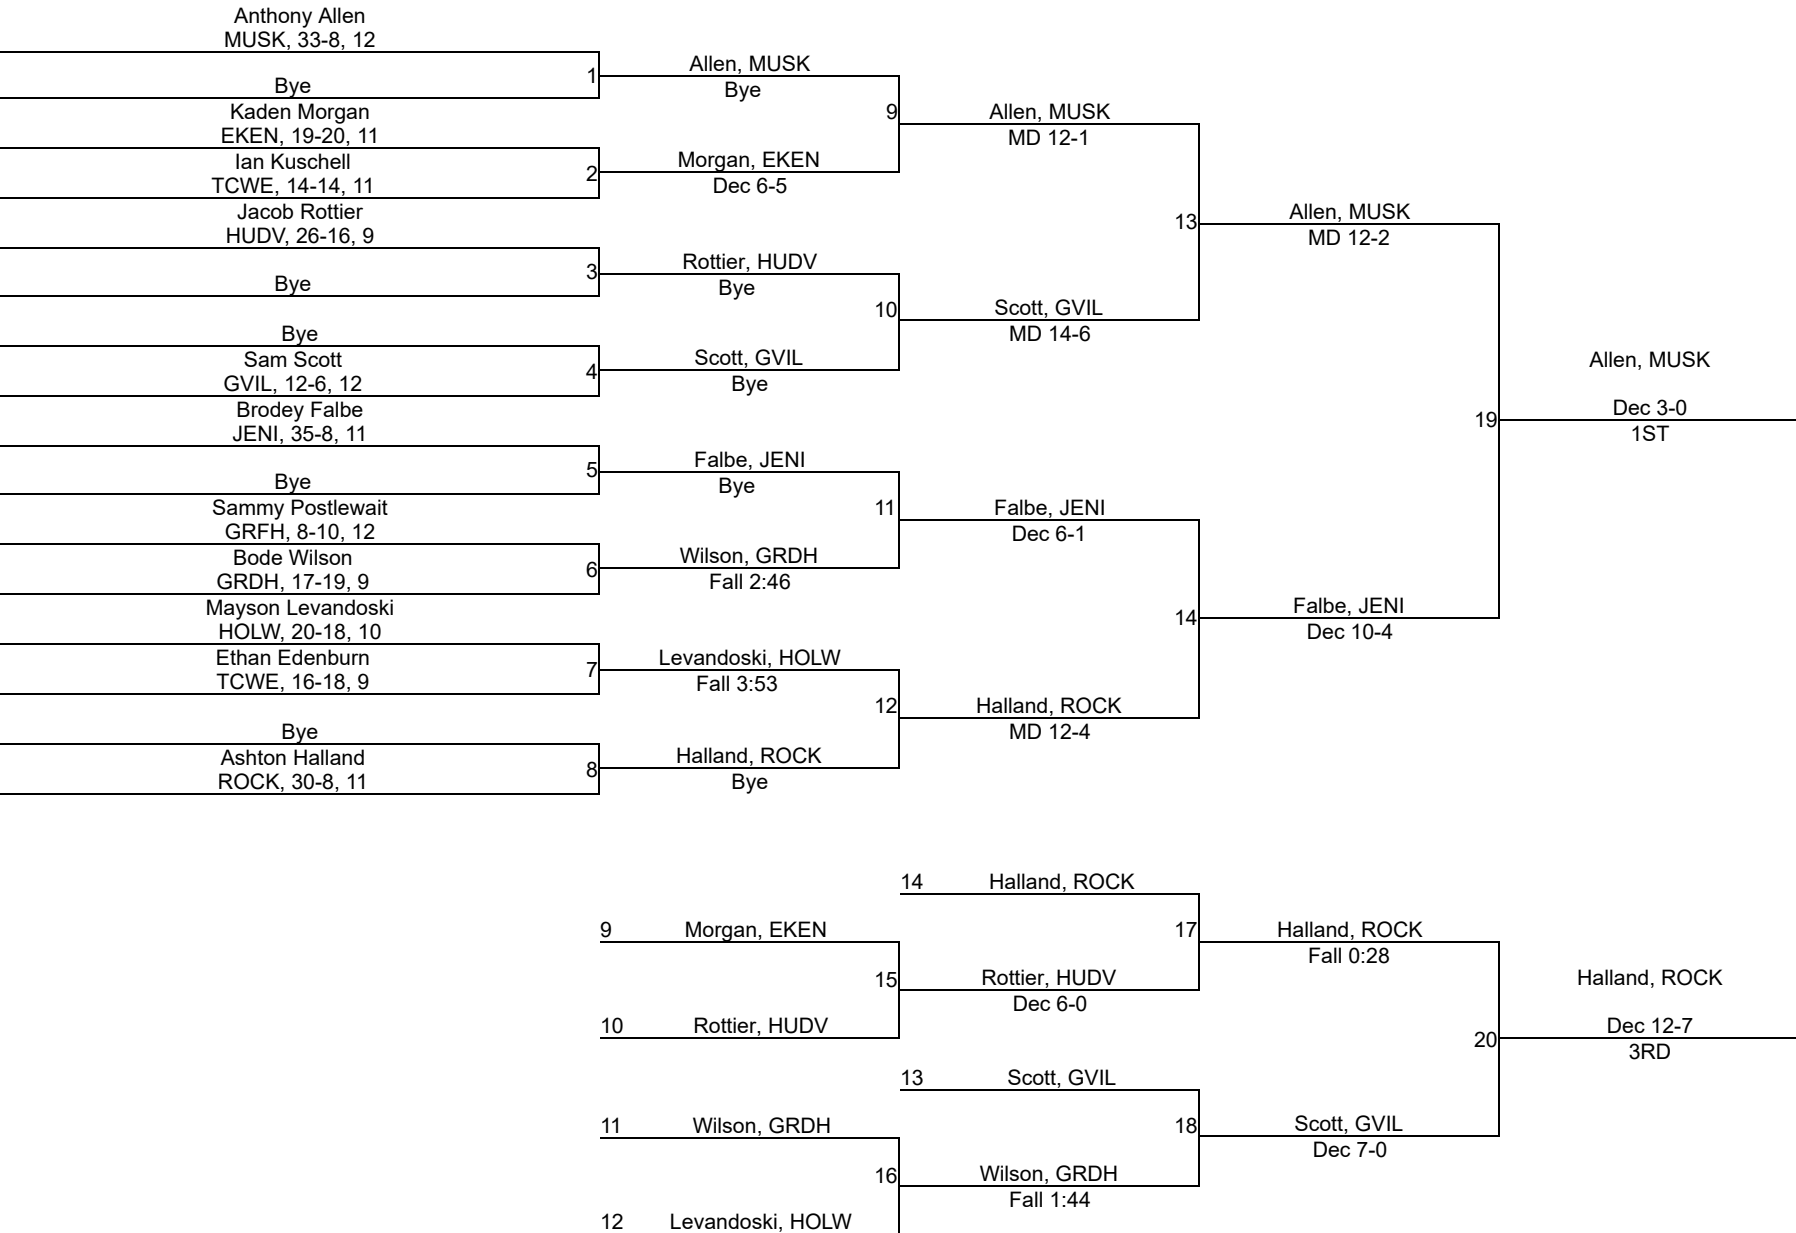 Anthony Allen
MUSK, 33-8, 12
Bye
1
Kaden Morgan
EKEN, 19-20, 11
Ian Kuschell
TCWE, 14-14, 11
2
Jacob Rottier
HUDV, 26-16, 9
Bye
3
Bye
Sam Scott
GVIL, 12-6, 12
4
Brodey Falbe
JENI, 35-8, 11
Bye
5
Sammy Postlewait
GRFH, 8-10, 12
Bode Wilson
GRDH, 17-19, 9
6
Mayson Levandoski
HOLW, 20-18, 10
Ethan Edenburn
TCWE, 16-18, 9
7
Bye
Ashton Halland
ROCK, 30-8, 11
8
Allen, MUSK
Bye
9
Morgan, EKEN
Dec 6-5
Rottier, HUDV
Bye
10
Scott, GVIL
Bye
Falbe, JENI
Bye
11
Wilson, GRDH
Fall 2:46
Levandoski, HOLW
Fall 3:53
12
Halland, ROCK
Bye
Allen, MUSK
MD 12-1
13
Scott, GVIL
MD 14-6
Falbe, JENI
Dec 6-1
14
Halland, ROCK
MD 12-4
Allen, MUSK
MD 12-2
19
Falbe, JENI
Dec 10-4
Allen, MUSK
Dec 3-0
1ST
14 Halland, ROCK
9 Morgan, EKEN
17
15
Rottier, HUDV
Dec 6-0
10 Rottier, HUDV
Halland, ROCK
Fall 0:28
13 Scott, GVIL
11 Wilson, GRDH
18
16
Wilson, GRDH
Fall 1:44
12 Levandoski, HOLW
Scott, GVIL
Dec 7-0
20
Halland, ROCK
Dec 12-7
3RD